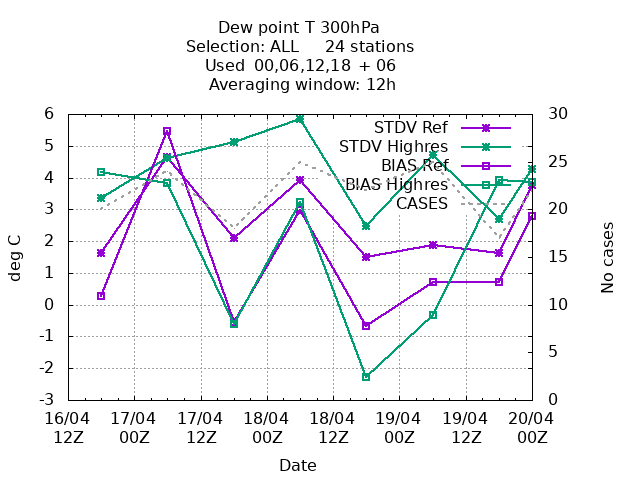 Dew point T 300hPa
Selection: ALL 24 stations
Used 00,06,12,18 + 06
Averaging window: 12h
STDV Ref
STDV Highres
BIAS Ref
BIAS Highres
CASES
6
5
4
3
2
1
0
-1
-2
-3
30
25
20
15
10
5
0
deg C
No cases
16/04 17/04 17/04 18/04 18/04 19/04 19/04 20/04
12Z 00Z 12Z 00Z 12Z 00Z 12Z 00Z
Date